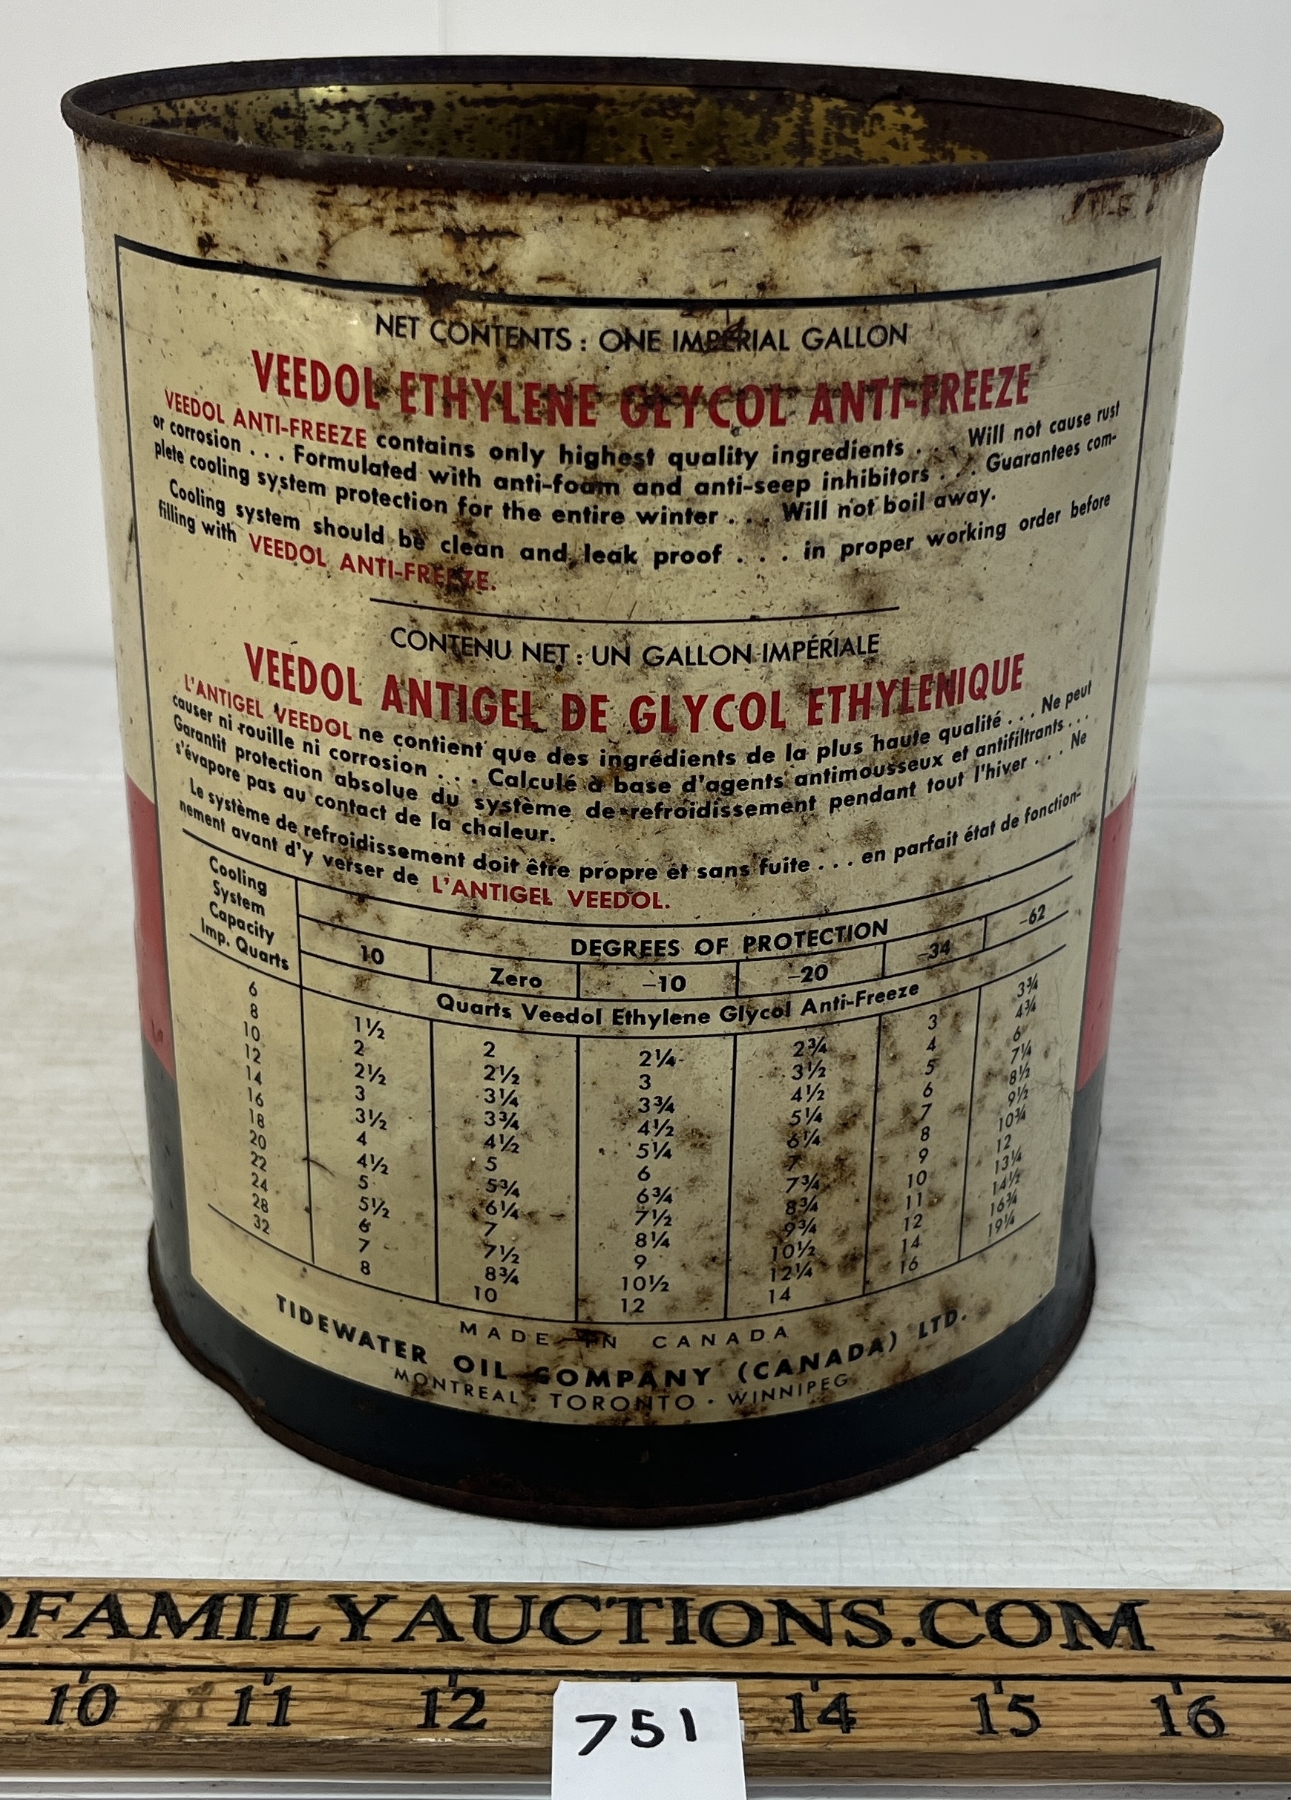 NET CONTENTS : ONE IMPERIAL GALLON
VEEDOL ETHYLENE GLYCOL ANTI-FREEZE
VEEDOL ANTI-FREEZE contains only highest quality ingredients . . . Will not cause rust
or corrosion . . . Formulated with anti-foam and anti-seep inhibitors . . . Guarantees com-
plete cooling system protection for the entire winter . . . Will not boil away.
Cooling system should be clean and leak proof . . . in proper working order before
filling with VEEDOL ANTI-FREEZE.
CONTENU NET : UN GALLON IMPÉRIALE
VEEDOL ANTIGEL DE GLYCOL ETHYLENIQUE
L'ANTIGEL VEEDOL ne contient que des ingrédients de la plus haute qualité . . . Ne peut
causer ni rouille ni corrosion . . . Calculé à base d'agents antimousseux et antifiltrants . . .
Garantit protection absolue du système de refroidissement pendant tout l'hiver . . . Ne
s'évapore pas au contact de la chaleur.
Le système de refroidissement doit être propre et sans fuite . . . en parfait état de fonction-
nement avant d'y verser de L'ANTIGEL VEEDOL.
Cooling
System
Capacity
Imp. Quarts
DEGREES OF PROTECTION
10 Zero –10 –20 –34 –62
Quarts Veedol Ethylene Glycol Anti-Freeze
6 1½ 2 2¼ 2¾ 3 3¾
8 2 2½ 3 3½ 4 4¾
10 2½ 3¼ 3¾ 4½ 5 6
12 3 3¾ 4½ 5¼ 6 7¼
14 3½ 4½ 5¼ 6¼ 7 8½
16 4 5 6 7 8 9½
18 4½ 5¾ 6¾ 7¾ 9 10¾
20 5 6¼ 7½ 8¾ 10 12
22 5½ 7 8¼ 9¾ 11 13¼
24 6 7½ 9 10½ 12 14½
28 7 8¾ 10½ 12¼ 14 16¾
32 8 10 12 14 16 19¼
MADE IN CANADA
TIDEWATER OIL COMPANY (CANADA) LTD.
MONTREAL · TORONTO · WINNIPEG
FAMILYAUCTIONS.COM
10 11 12 14 15 16
751